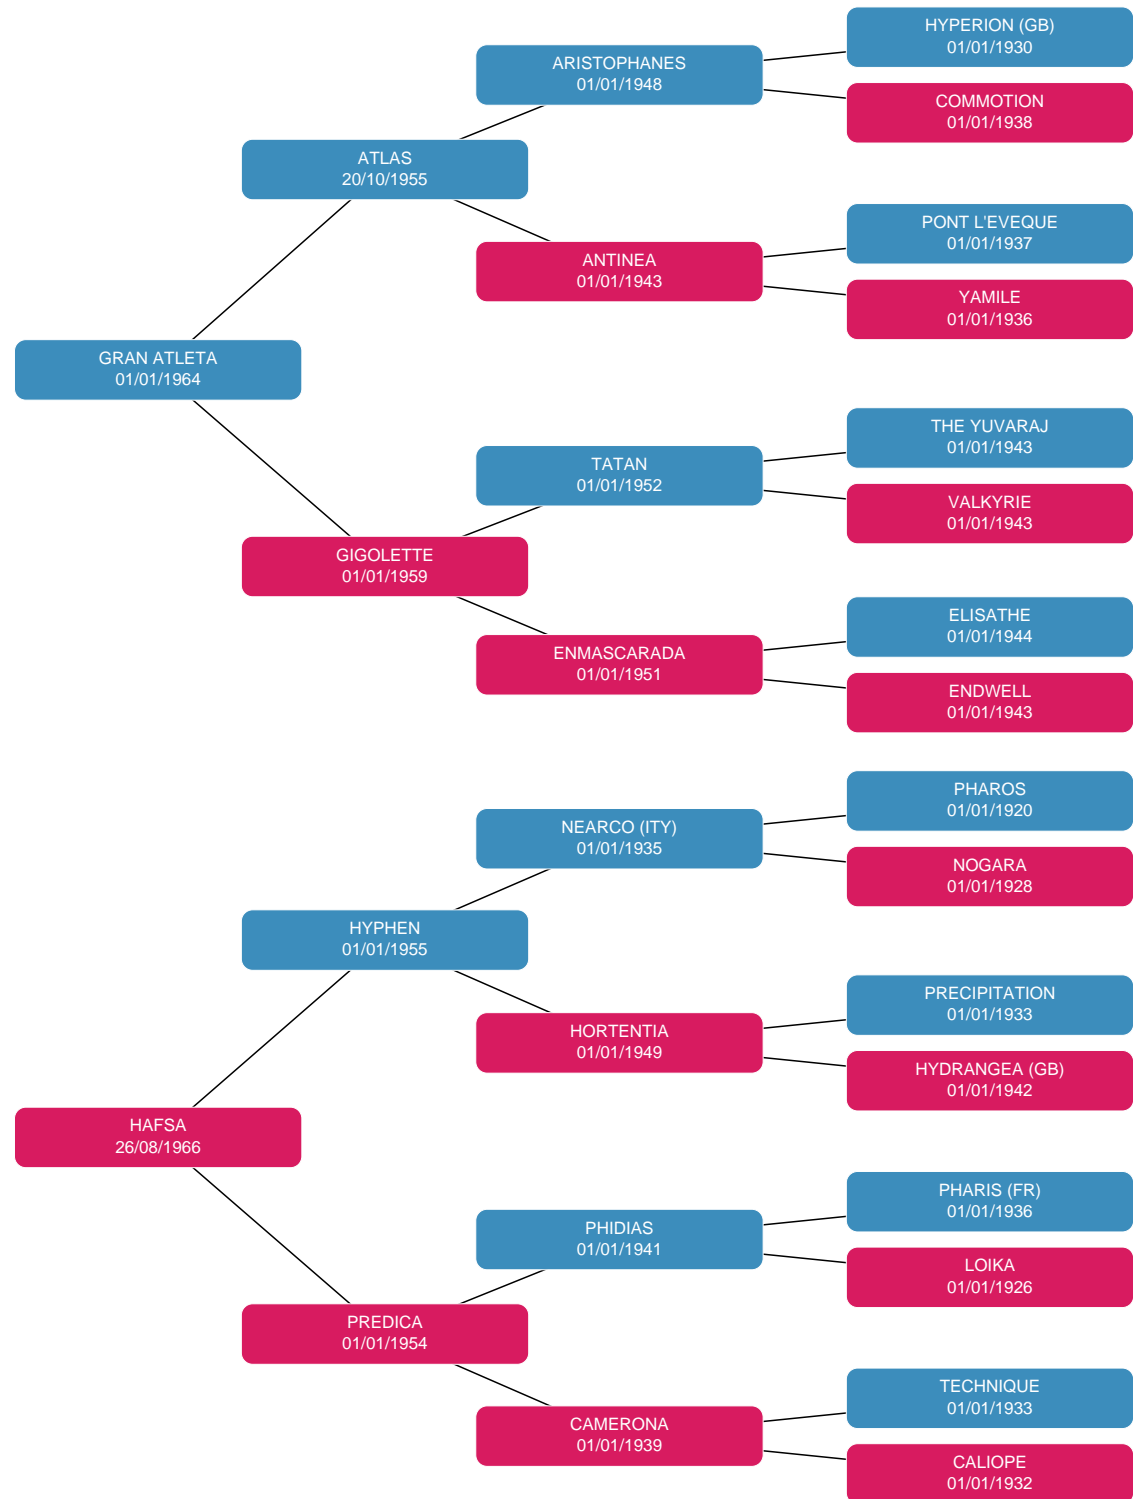 HYPERION (GB)
01/01/1930
ARISTOPHANES
01/01/1948
COMMOTION
01/01/1938
ATLAS
20/10/1955
PONT L'EVEQUE
01/01/1937
ANTINEA
01/01/1943
YAMILE
01/01/1936
GRAN ATLETA
01/01/1964
THE YUVARAJ
01/01/1943
TATAN
01/01/1952
VALKYRIE
01/01/1943
GIGOLETTE
01/01/1959
ELISATHE
01/01/1944
ENMASCARADA
01/01/1951
ENDWELL
01/01/1943
PHAROS
01/01/1920
NEARCO (ITY)
01/01/1935
NOGARA
01/01/1928
HYPHEN
01/01/1955
PRECIPITATION
01/01/1933
HORTENTIA
01/01/1949
HYDRANGEA (GB)
01/01/1942
HAFSA
26/08/1966
PHARIS (FR)
01/01/1936
PHIDIAS
01/01/1941
LOIKA
01/01/1926
PREDICA
01/01/1954
TECHNIQUE
01/01/1933
CAMERONA
01/01/1939
CALIOPE
01/01/1932